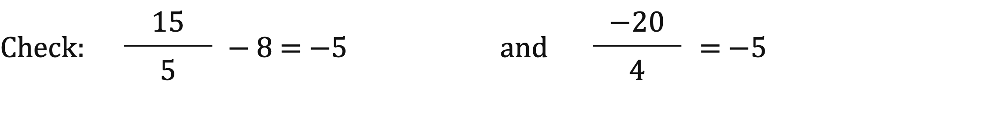 Check: 15/5 − 8 = −5 and −20/4 = −5